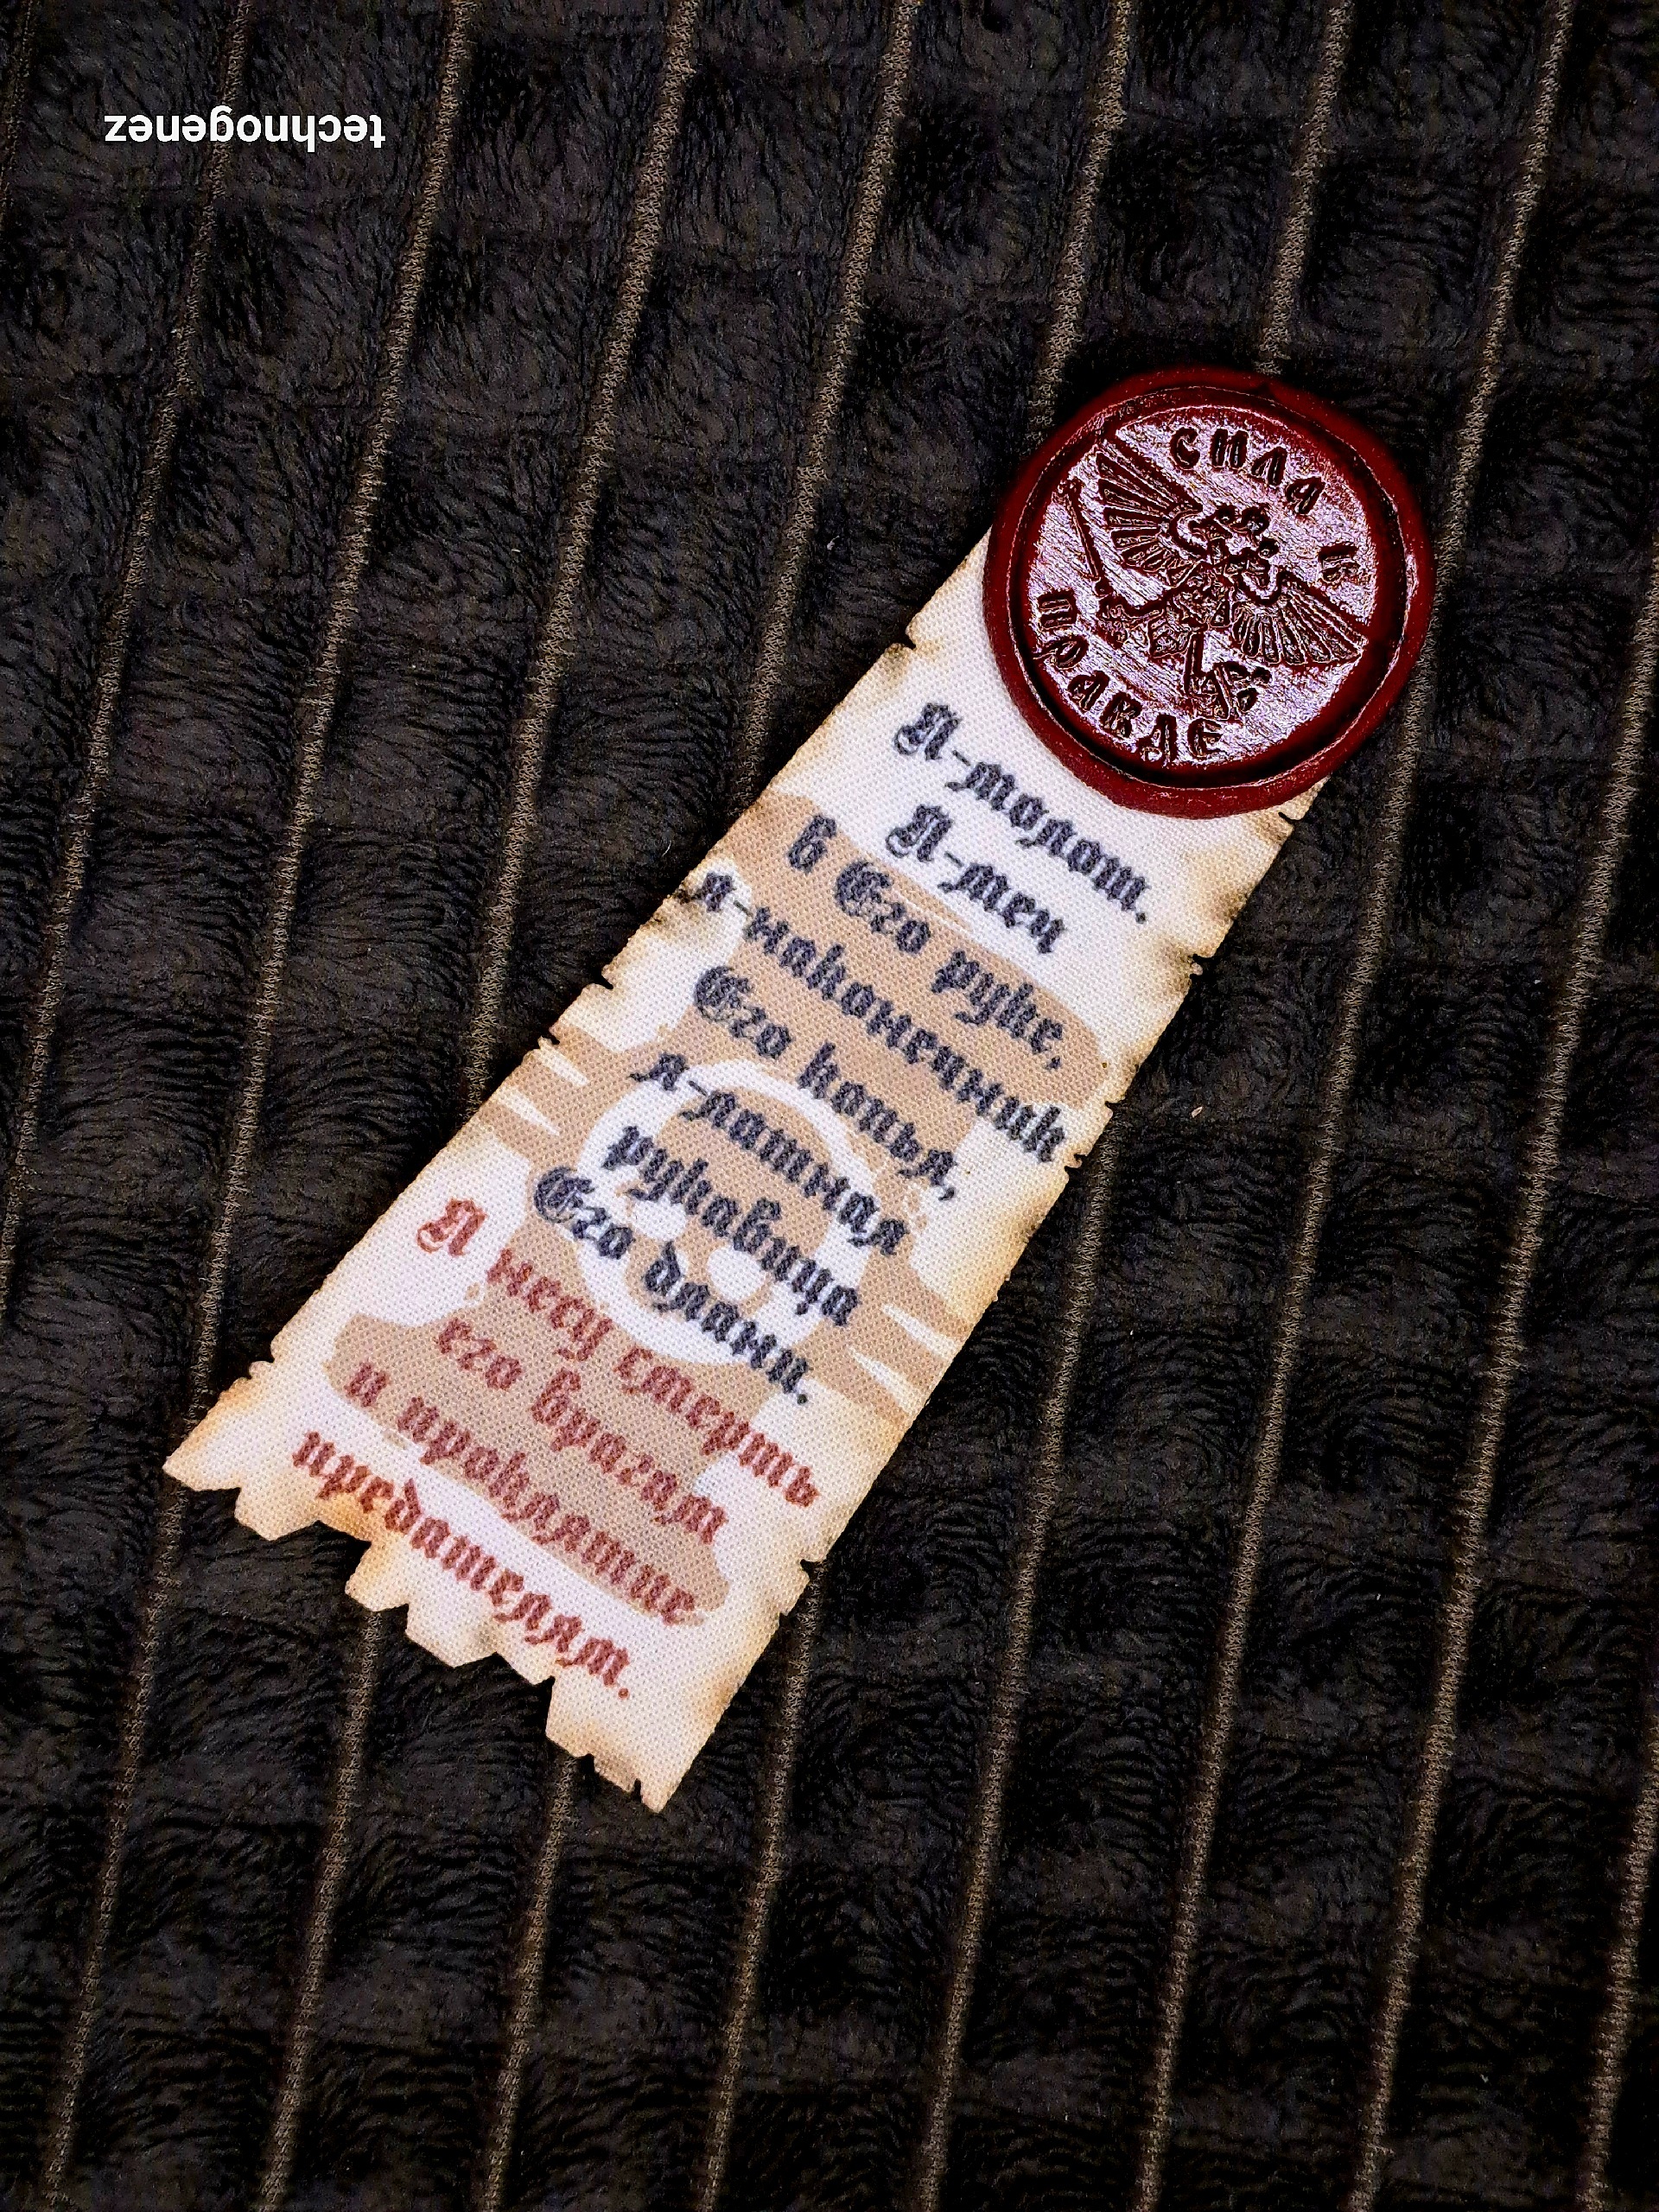 technogenez
СИЛА В
ПРАВДЕ
Я-молот.
Я-меч
В Его руке,
я-наконечник
Его копья,
я-латная
рукавица
Его длани.
Я несу смерть
его врагам
и проклятие
предателям.